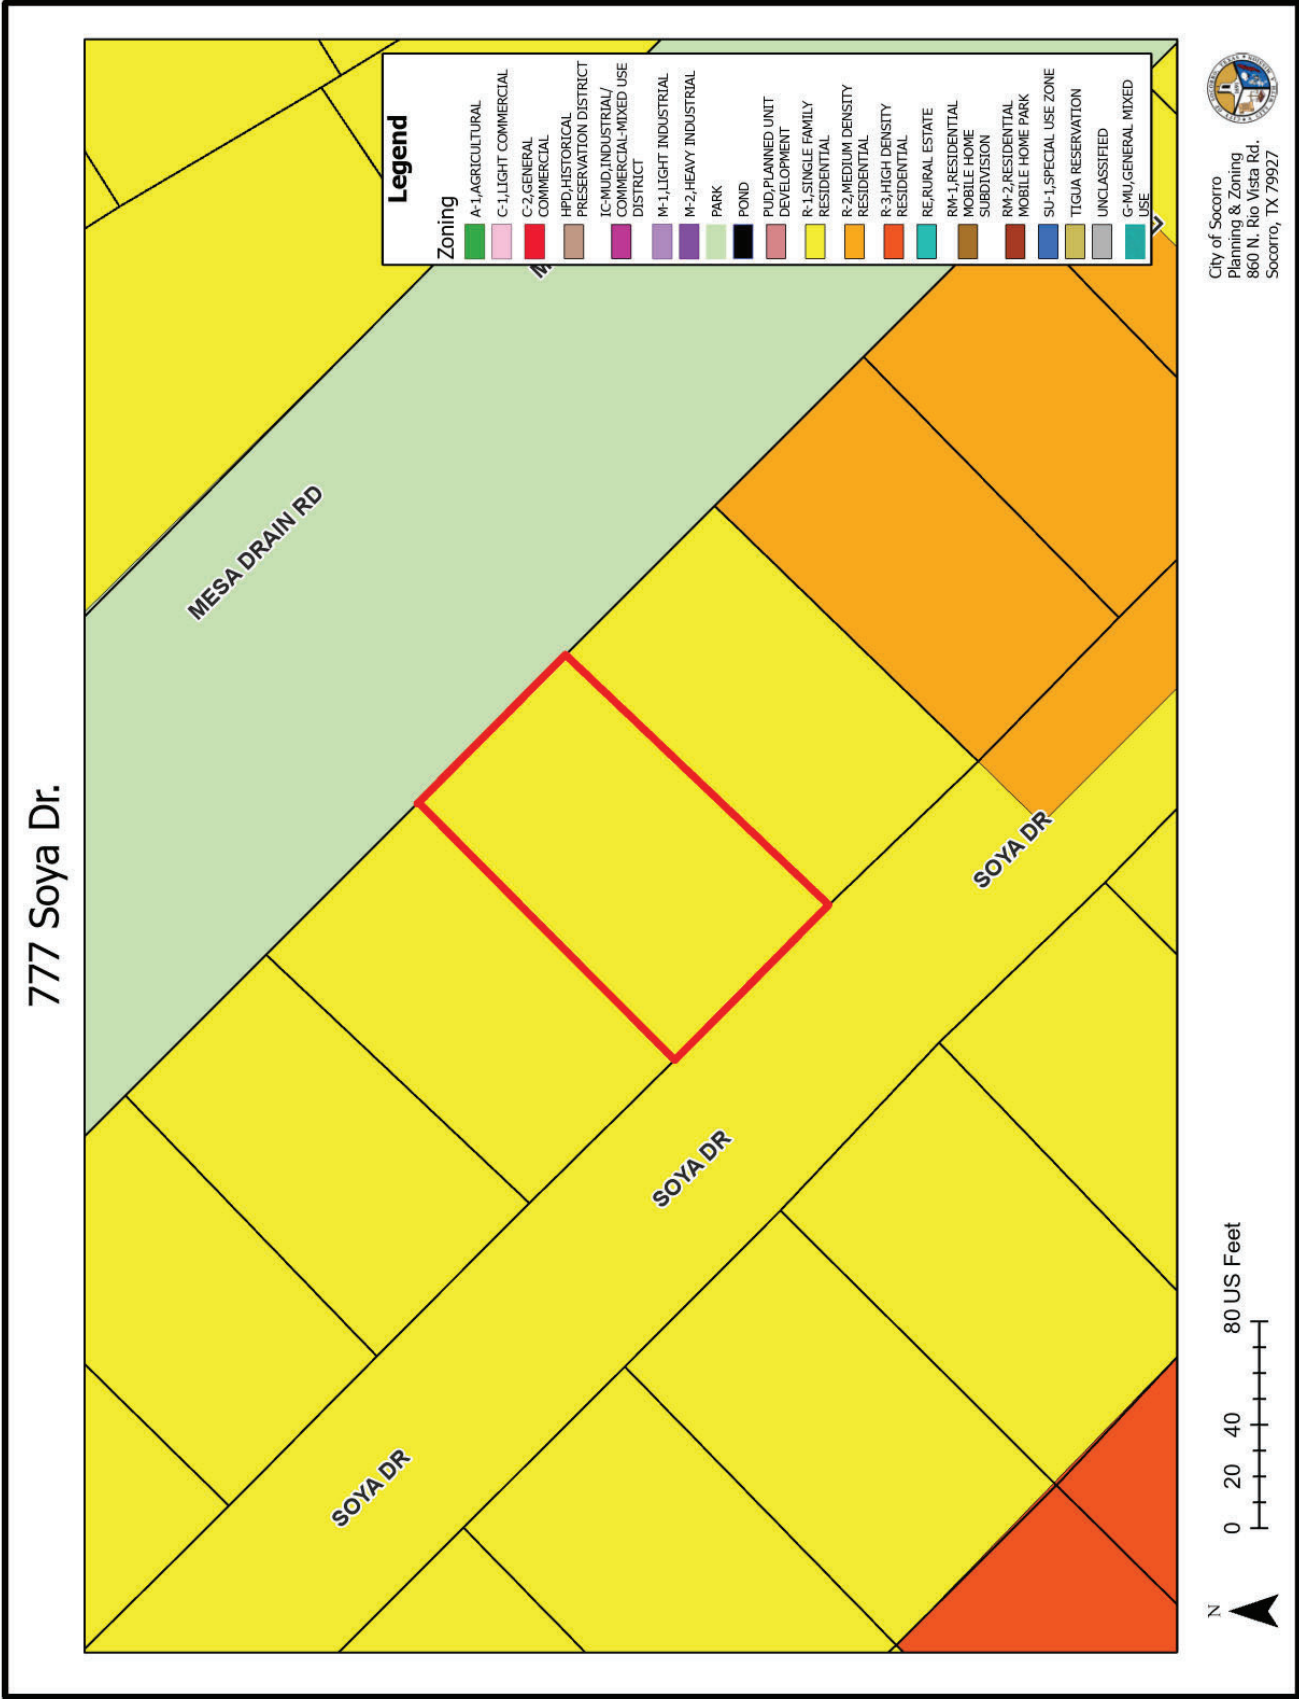 777 Soya Dr.
MESA DRAIN RD
SOYA DR
SOYA DR
SOYA DR
Legend
Zoning
A-1,AGRICULTURAL
C-1,LIGHT COMMERCIAL
C-2,GENERAL
COMMERCIAL
HPD,HISTORICAL
PRESERVATION DISTRICT
IC-MUD,INDUSTRIAL/
COMMERCIAL-MIXED USE
DISTRICT
M-1,LIGHT INDUSTRIAL
M-2,HEAVY INDUSTRIAL
PARK
POND
PUD,PLANNED UNIT
DEVELOPMENT
R-1,SINGLE FAMILY
RESIDENTIAL
R-2,MEDIUM DENSITY
RESIDENTIAL
R-3,HIGH DENSITY
RESIDENTIAL
RE,RURAL ESTATE
RM-1,RESIDENTIAL
MOBILE HOME
SUBDIVISION
RM-2,RESIDENTIAL
MOBILE HOME PARK
SU-1,SPECIAL USE ZONE
TIGUA RESERVATION
UNCLASSIFIED
G-MU,GENERAL MIXED
USE
N
0 20 40 80 US Feet
City of Socorro
Planning & Zoning
860 N. Rio Vista Rd.
Socorro, TX 79927